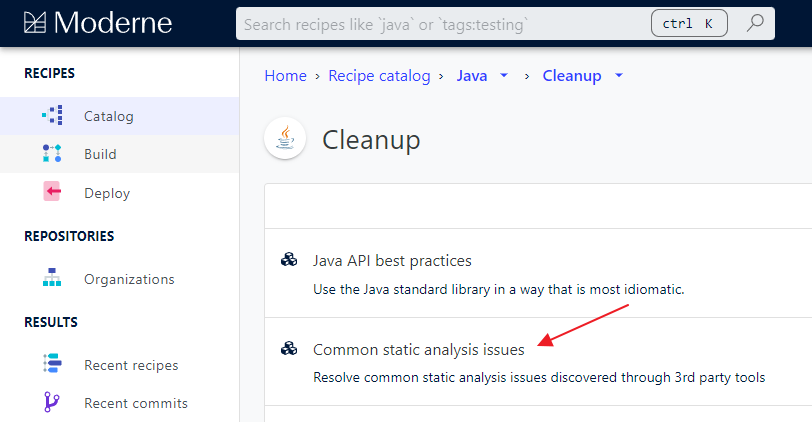 Moderne
Search recipes like `java` or `tags:testing`
ctrl K
RECIPES
Catalog
Build
Deploy
REPOSITORIES
Organizations
RESULTS
Recent recipes
Recent commits
Home › Recipe catalog › Java › Cleanup
Cleanup
Java API best practices
Use the Java standard library in a way that is most idiomatic.
Common static analysis issues
Resolve common static analysis issues discovered through 3rd party tools